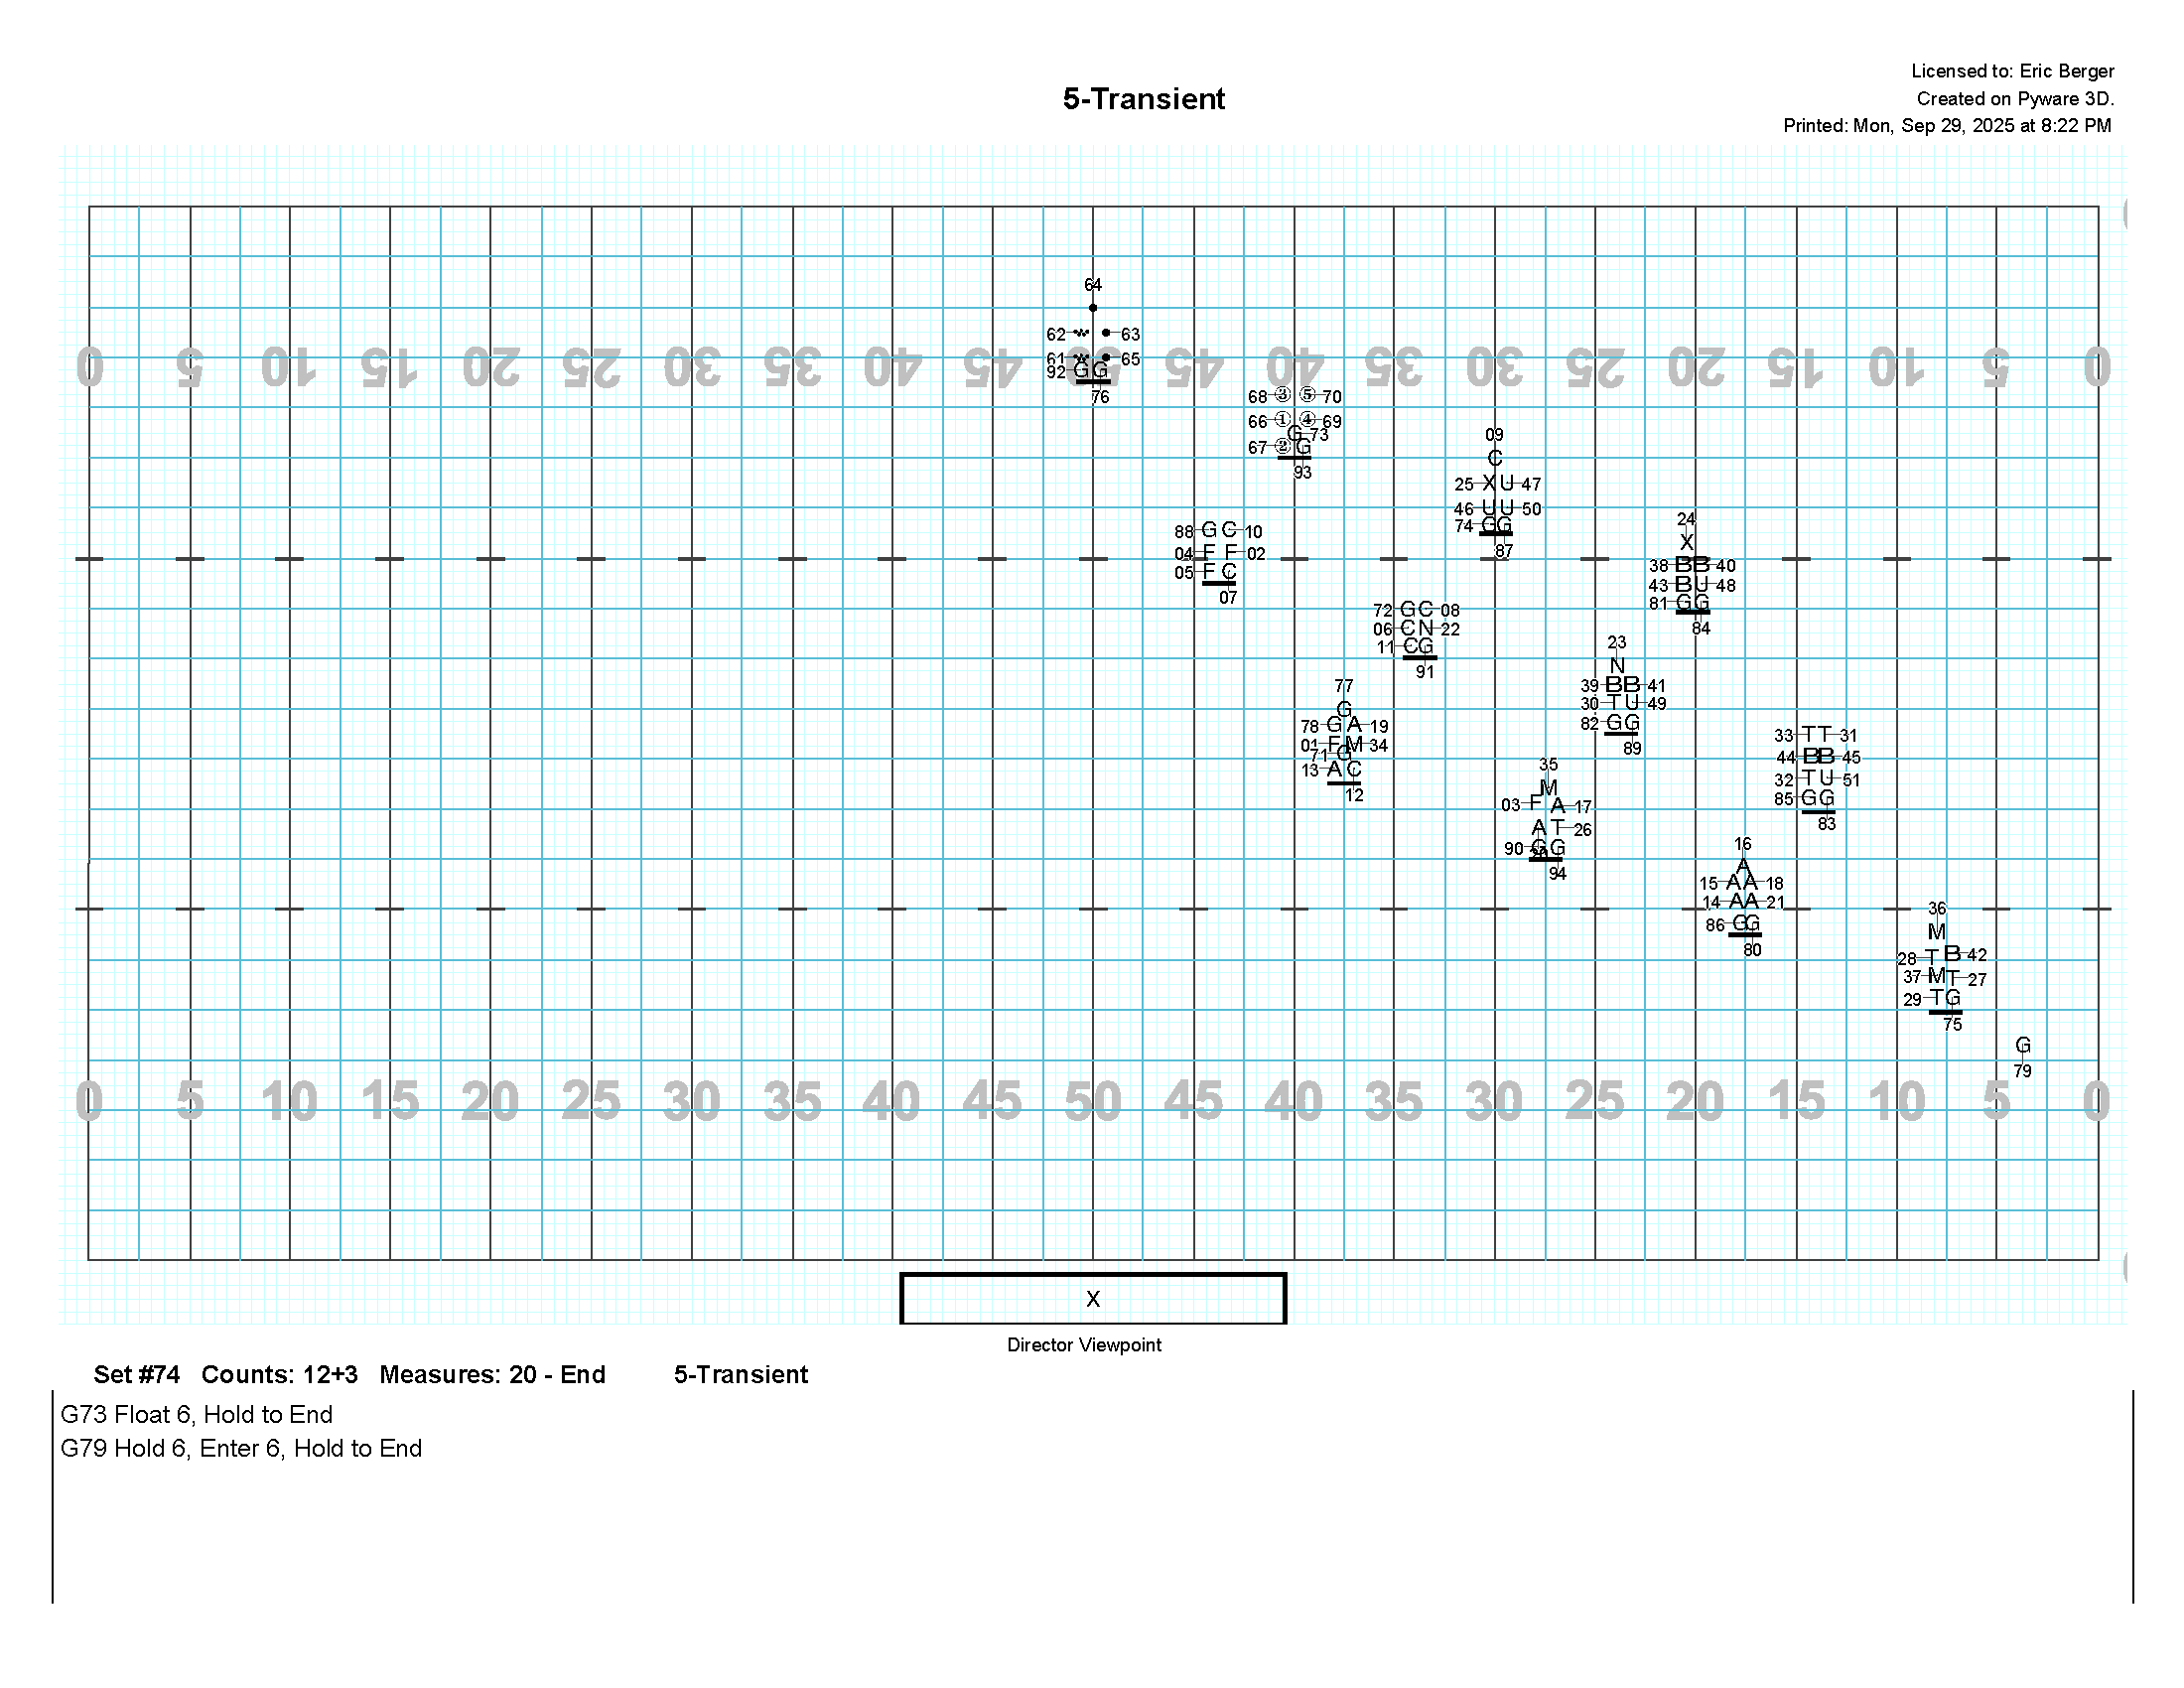 Licensed to: Eric Berger
5-Transient
Created on Pyware 3D.
Printed: Mon, Sep 29, 2025 at 8:22 PM
64
62 63
0 5 10 15 20 25 30 35 40 45 50 45 40 35 30 25 20 15 10 5 0
61 65
92 G G
76
68 3 5 70
66 1 4 69
G 73
67 2 G
93
09
C
25 X U 47
46 U U 50
74 G G
87
88 G C 10
04 F F 02
05 F C
07
24
X
38 B B 40
43 B U 48
81 G G
84
72 G C 08
06 C N 22
11 C G
91
23
N
39 B B 41
30 T U 49
82 G G
89
77
G
78 G A 19
01 F M 34
71 G
13 A C
12
33 T T 31
44 B B 45
32 T U 51
85 G G
83
35
M
03 F A 17
A T 26
90 G G
20
94
16
A
15 A A 18
14 A A 21
86 G G
80
36
M
28 T B 42
37 M T 27
29 T G
75
G
79
0 5 10 15 20 25 30 35 40 45 50 45 40 35 30 25 20 15 10 5 0
X
Director Viewpoint
Set #74 Counts: 12+3 Measures: 20 - End 5-Transient
G73 Float 6, Hold to End
G79 Hold 6, Enter 6, Hold to End